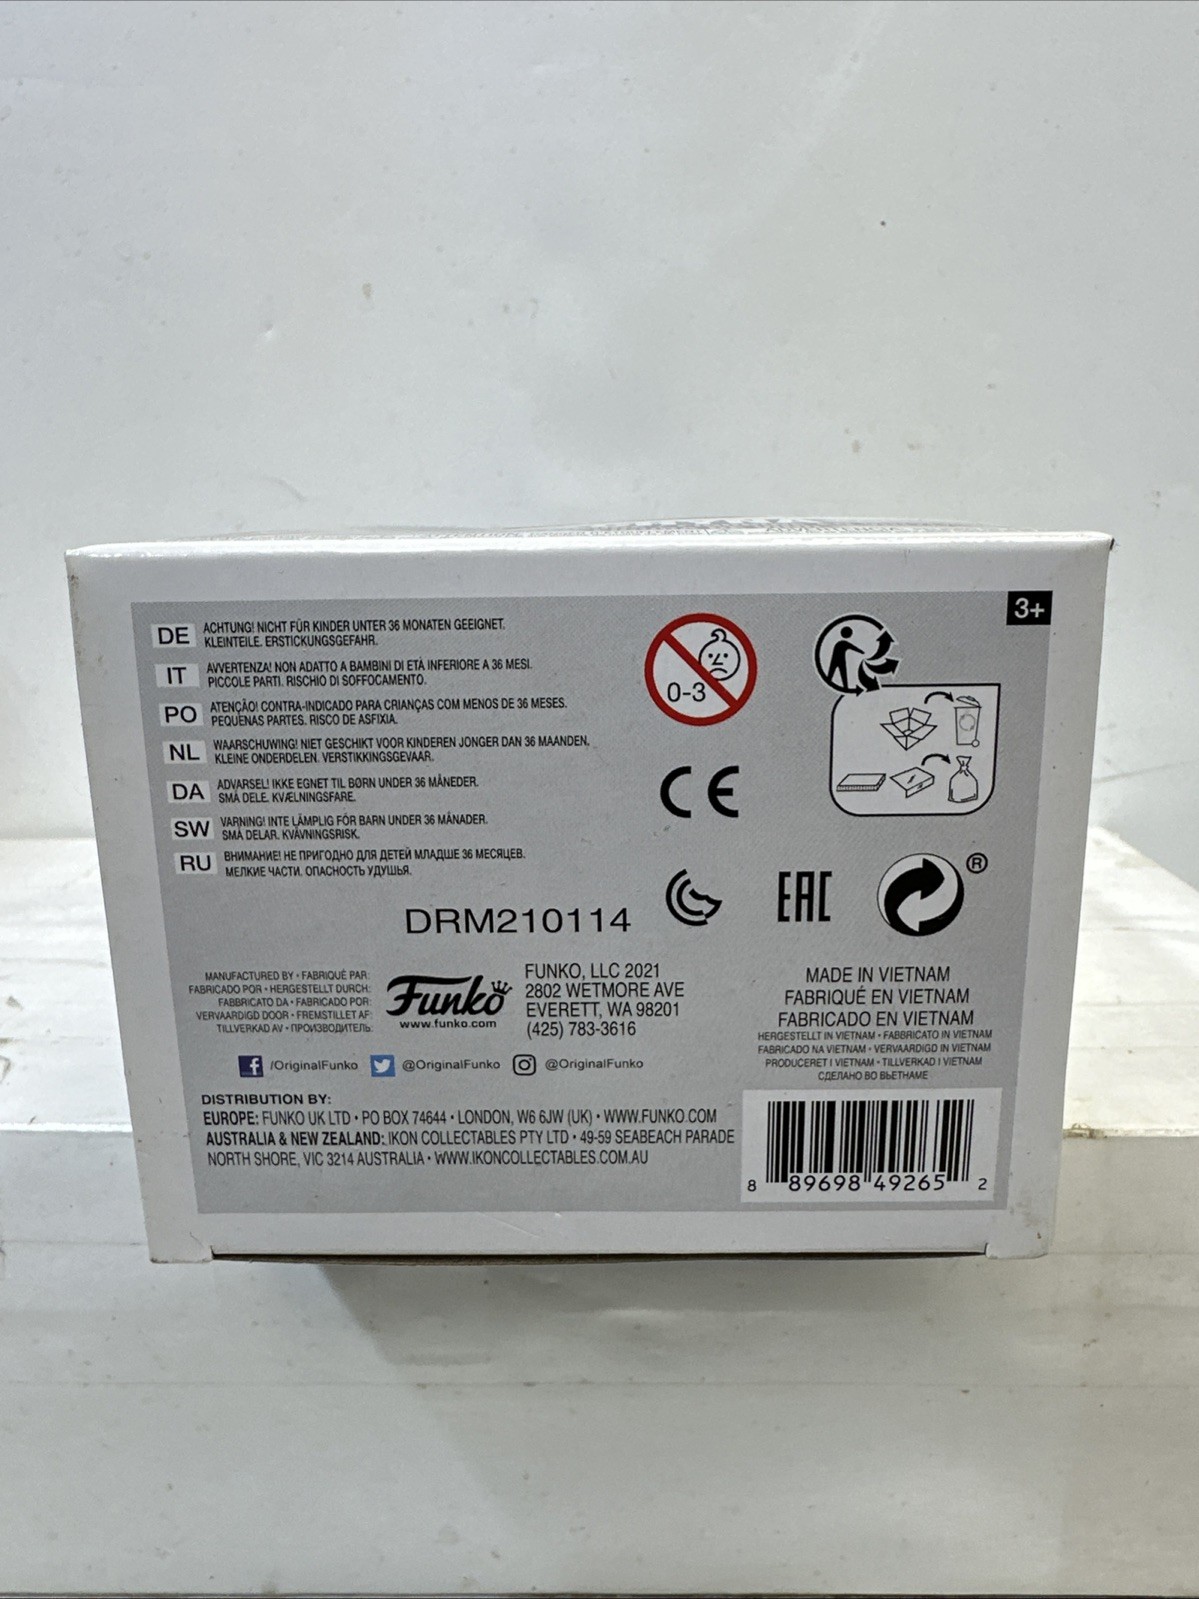 3+
DE ACHTUNG! NICHT FÜR KINDER UNTER 36 MONATEN GEEIGNET.
KLEINTEILE. ERSTICKUNGSGEFAHR.
IT AVVERTENZA! NON ADATTO A BAMBINI DI ETÀ INFERIORE A 36 MESI.
PICCOLE PARTI. RISCHIO DI SOFFOCAMENTO.
PO ATENÇÃO! CONTRA-INDICADO PARA CRIANÇAS COM MENOS DE 36 MESES.
PEQUENAS PARTES. RISCO DE ASFIXIA.
NL WAARSCHUWING! NIET GESCHIKT VOOR KINDEREN JONGER DAN 36 MAANDEN.
KLEINE ONDERDELEN. VERSTIKKINGSGEVAAR.
DA ADVARSEL! IKKE EGNET TIL BØRN UNDER 36 MÅNEDER.
SMÅ DELE. KVÆLNINGSFARE.
SW VARNING! INTE LÄMPLIG FÖR BARN UNDER 36 MÅNADER.
SMÅ DELAR. KVÄVNINGSRISK.
RU ВНИМАНИЕ! НЕ ПРИГОДНО ДЛЯ ДЕТЕЙ МЛАДШЕ 36 МЕСЯЦЕВ.
МЕЛКИЕ ЧАСТИ. ОПАСНОСТЬ УДУШЬЯ.
0-3
CE
EAC
®
DRM210114
MANUFACTURED BY • FABRIQUÉ PAR:
FABRICADO POR • HERGESTELLT DURCH:
FABBRICATO DA • FABRICADO POR:
VERVAARDIGD DOOR • FREMSTILLET AF:
TILLVERKAD AV • ПРОИЗВОДИТЕЛЬ:
Funko
www.funko.com
FUNKO, LLC 2021
2802 WETMORE AVE
EVERETT, WA 98201
(425) 783-3616
MADE IN VIETNAM
FABRIQUÉ EN VIETNAM
FABRICADO EN VIETNAM
HERGESTELLT IN VIETNAM • FABBRICATO IN VIETNAM
FABRICADO NA VIETNAM • VERVAARDIGD IN VIETNAM
PRODUCERET I VIETNAM • TILLVERKAD I VIETNAM
СДЕЛАНО ВО ВЬЕТНАМЕ
f /OriginalFunko @OriginalFunko @OriginalFunko
DISTRIBUTION BY:
EUROPE: FUNKO UK LTD • PO BOX 74644 • LONDON, W6 6JW (UK) • WWW.FUNKO.COM
AUSTRALIA & NEW ZEALAND: IKON COLLECTABLES PTY LTD • 49-59 SEABEACH PARADE
NORTH SHORE, VIC 3214 AUSTRALIA • WWW.IKONCOLLECTABLES.COM.AU
8 89698 49265 2